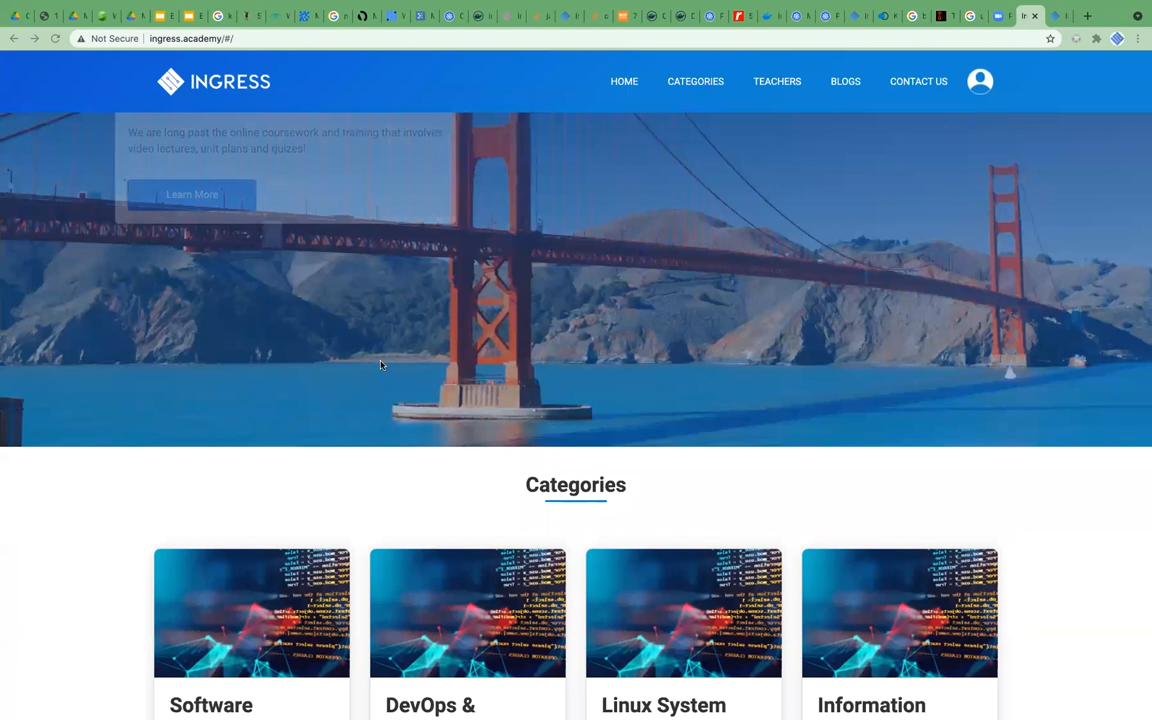 Not Secure | ingress.academy/#/
INGRESS
HOME
CATEGORIES
TEACHERS
BLOGS
CONTACT US
We are long past the online coursework and training that involves
video lectures, unit plans and quizes!
Learn More
Categories
Software
DevOps &
Linux System
Information